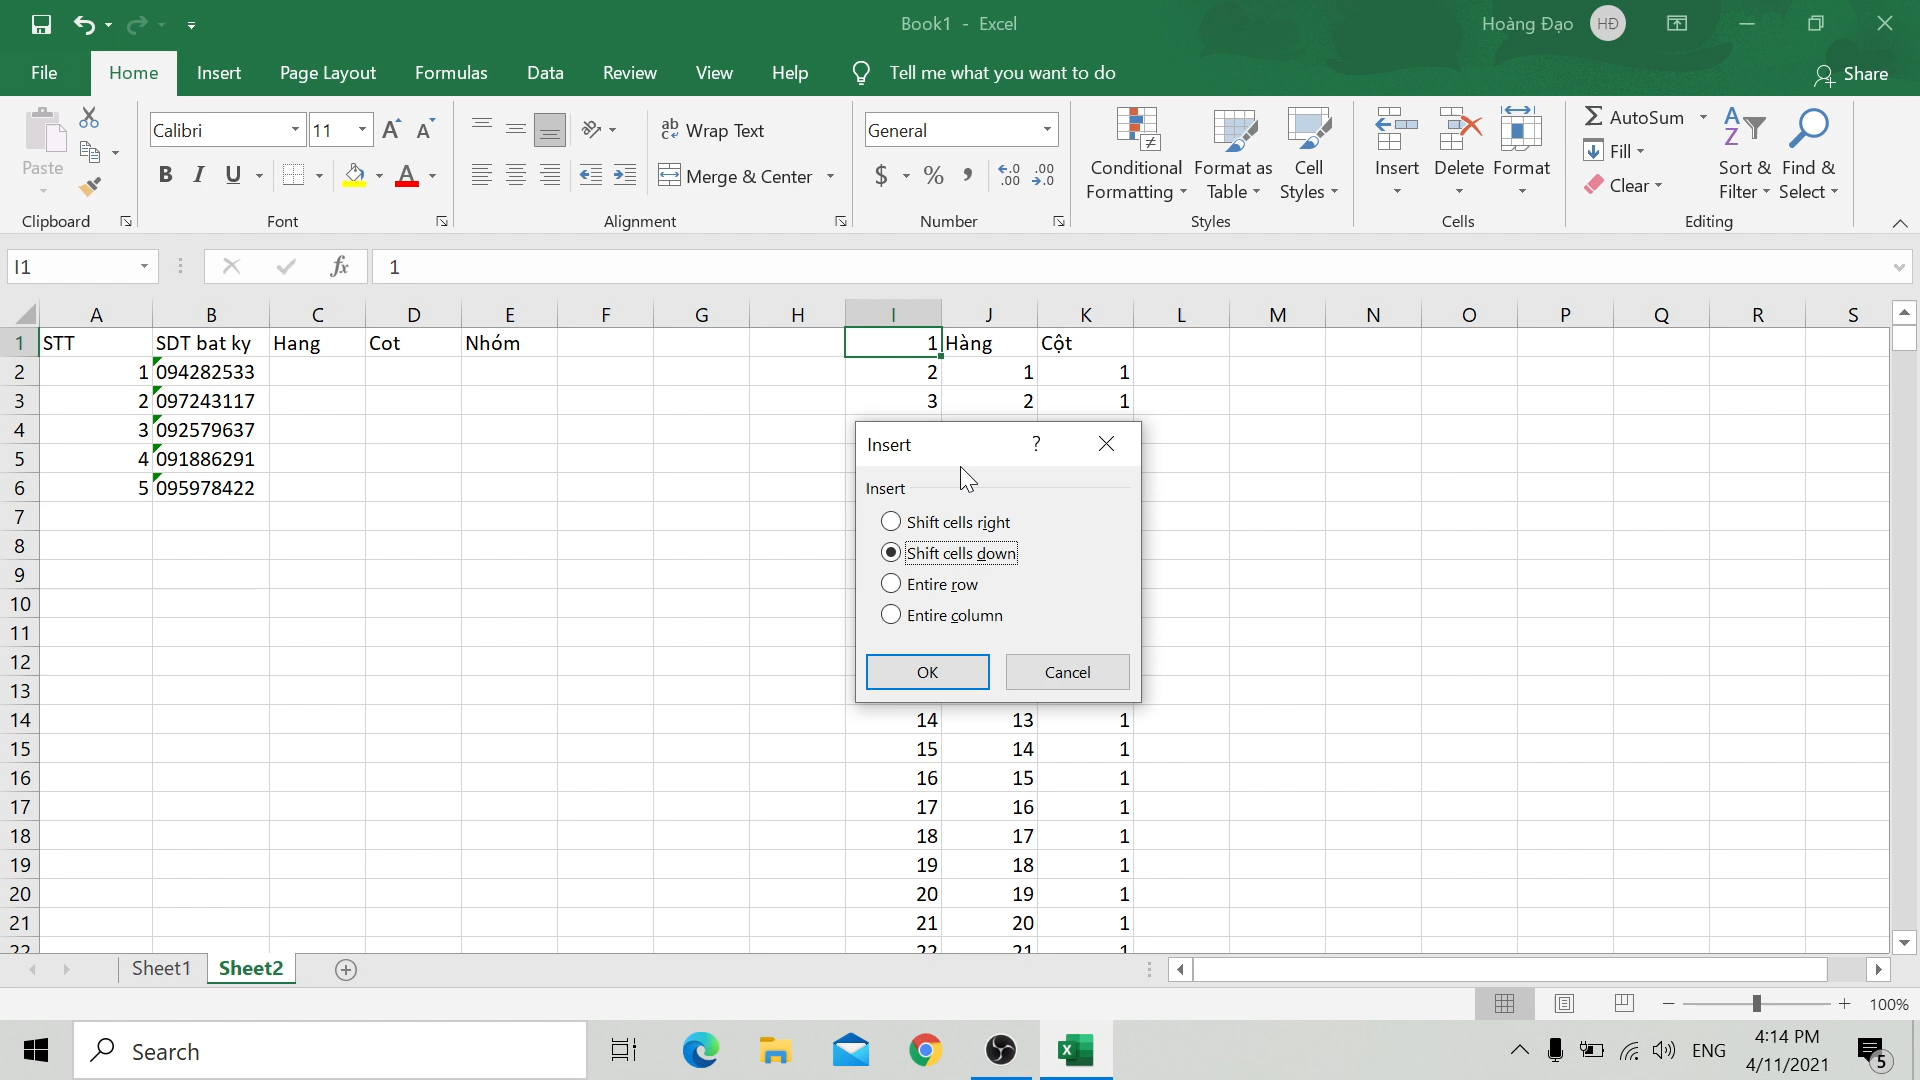 Book1 - Excel
Hoàng Đạo HĐ
File Home Insert Page Layout Formulas Data Review View Help Tell me what you want to do Share
Paste
Calibri 11
Wrap Text
General
Conditional Formatting
Format as Table
Cell Styles
Insert Delete Format
AutoSum
Fill
Clear
Sort & Filter
Find & Select
B I U
Merge & Center
$ % ,
Clipboard Font Alignment Number Styles Cells Editing
I1 fx 1
A B C D E F G H I J K L M N O P Q R S
1 STT SDT bat ky Hang Cot Nhóm 1 Hàng Cột
2 1 094282533 2 1 1
3 2 097243117 3 2 1
4 3 092579637
5 4 091886291
6 5 095978422
7
8
9
10
11
12
13
14 14 13 1
15 15 14 1
16 16 15 1
17 17 16 1
18 18 17 1
19 19 18 1
20 20 19 1
21 21 20 1
22 22 21 1
Insert ?
Insert
Shift cells right
Shift cells down
Entire row
Entire column
OK Cancel
Sheet1 Sheet2
100%
Search
ENG
4:14 PM
4/11/2021
5